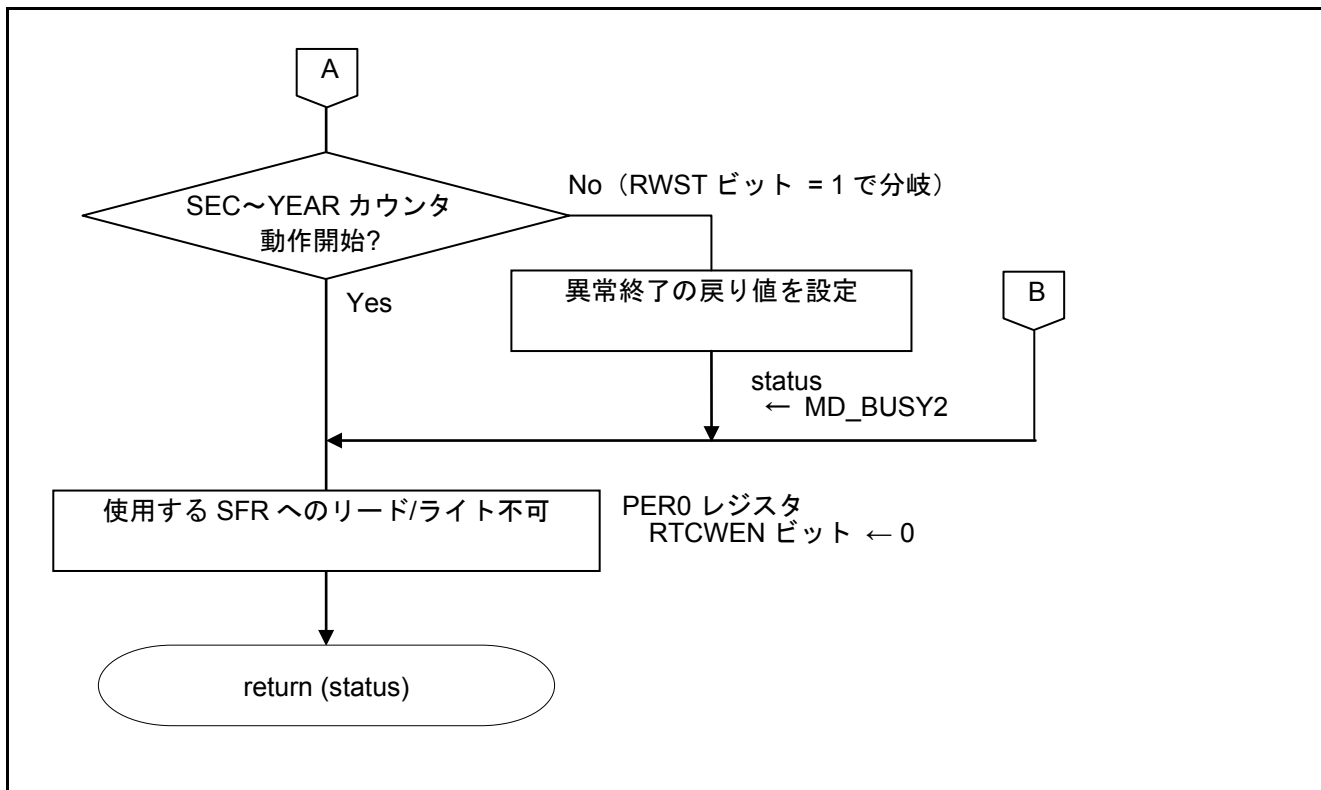 A
No（RWST ビット = 1 で分岐）
SEC～YEAR カウンタ
動作開始?
異常終了の戻り値を設定
B
Yes
status
← MD_BUSY2
使用する SFR へのリード/ライト不可
PER0 レジスタ
RTCWEN ビット ← 0
return (status)